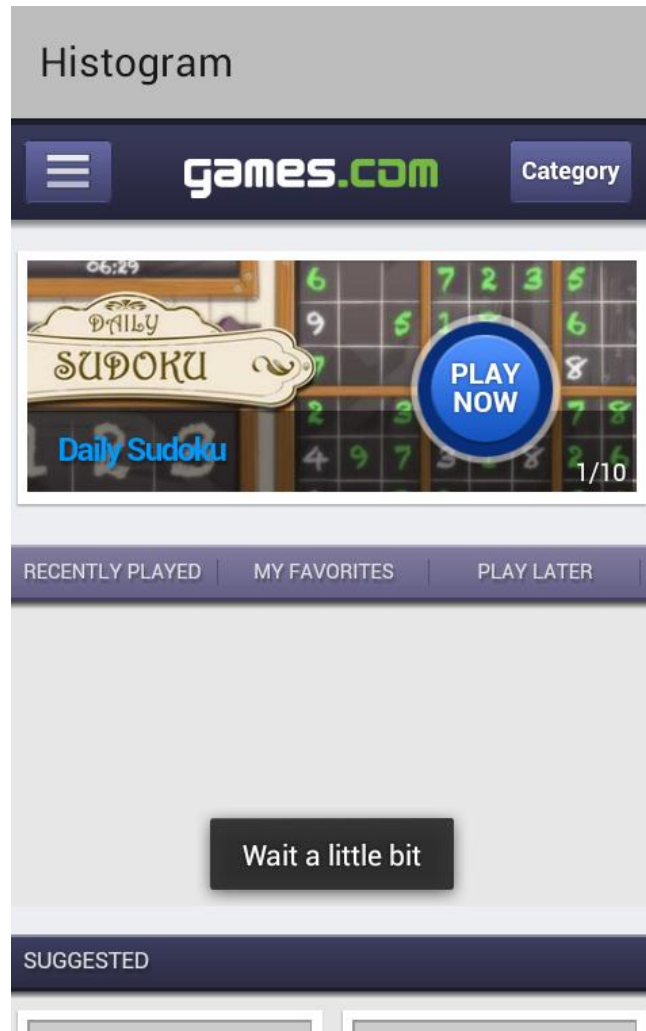 Histogram
games.com
Category
06:29
DAILY
SUDOKU
PLAY
NOW
Daily Sudoku
1/10
RECENTLY PLAYED
MY FAVORITES
PLAY LATER
Wait a little bit
SUGGESTED